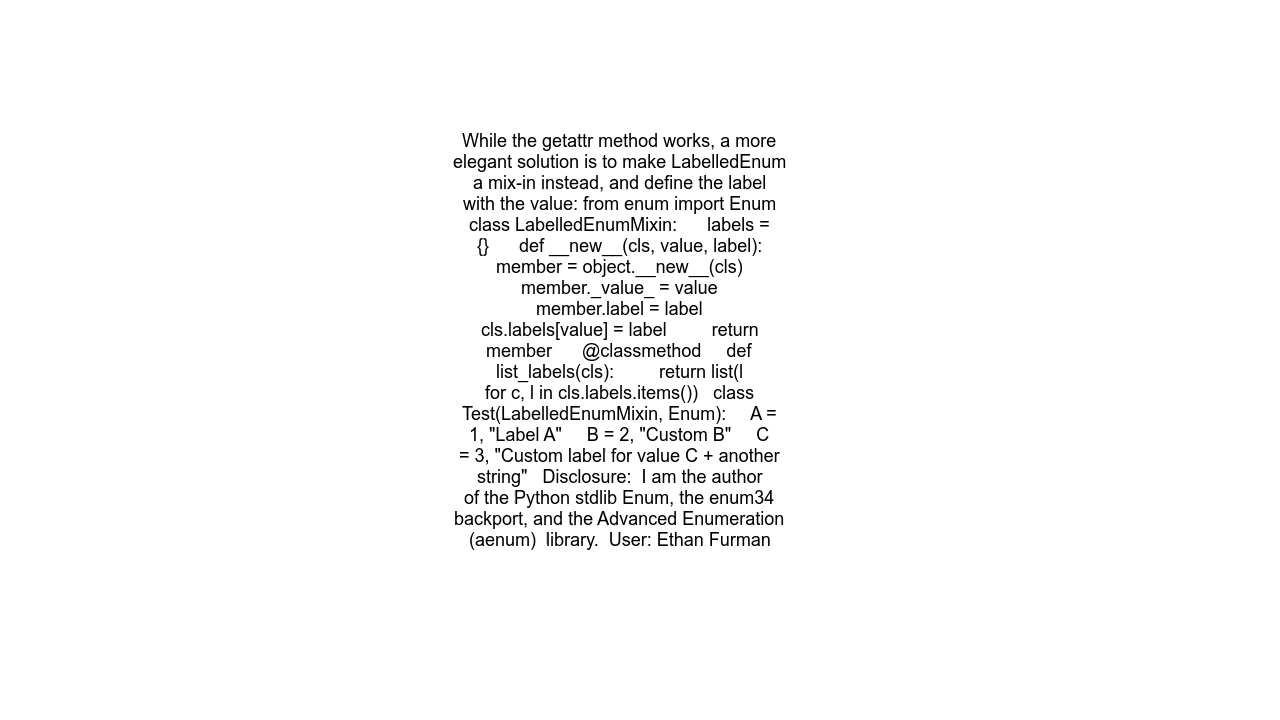 While the getattr method works, a more
elegant solution is to make LabelledEnum
a mix-in instead, and define the label
with the value: from enum import Enum
class LabelledEnumMixin:      labels =
{}      def __new__(cls, value, label):
member = object.__new__(cls)
member._value_ = value
member.label = label
cls.labels[value] = label         return
member      @classmethod     def
list_labels(cls):         return list(l
for c, l in cls.labels.items())   class
Test(LabelledEnumMixin, Enum):     A =
1, "Label A"     B = 2, "Custom B"     C
= 3, "Custom label for value C + another
string"   Disclosure:  I am the author
of the Python stdlib Enum, the enum34
backport, and the Advanced Enumeration
(aenum)  library.  User: Ethan Furman